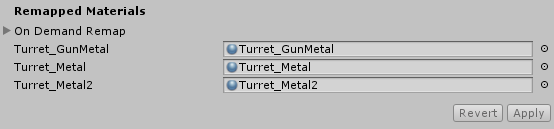 Remapped Materials
On Demand Remap
Turret_GunMetal Turret_GunMetal
Turret_Metal Turret_Metal
Turret_Metal2 Turret_Metal2
Revert Apply